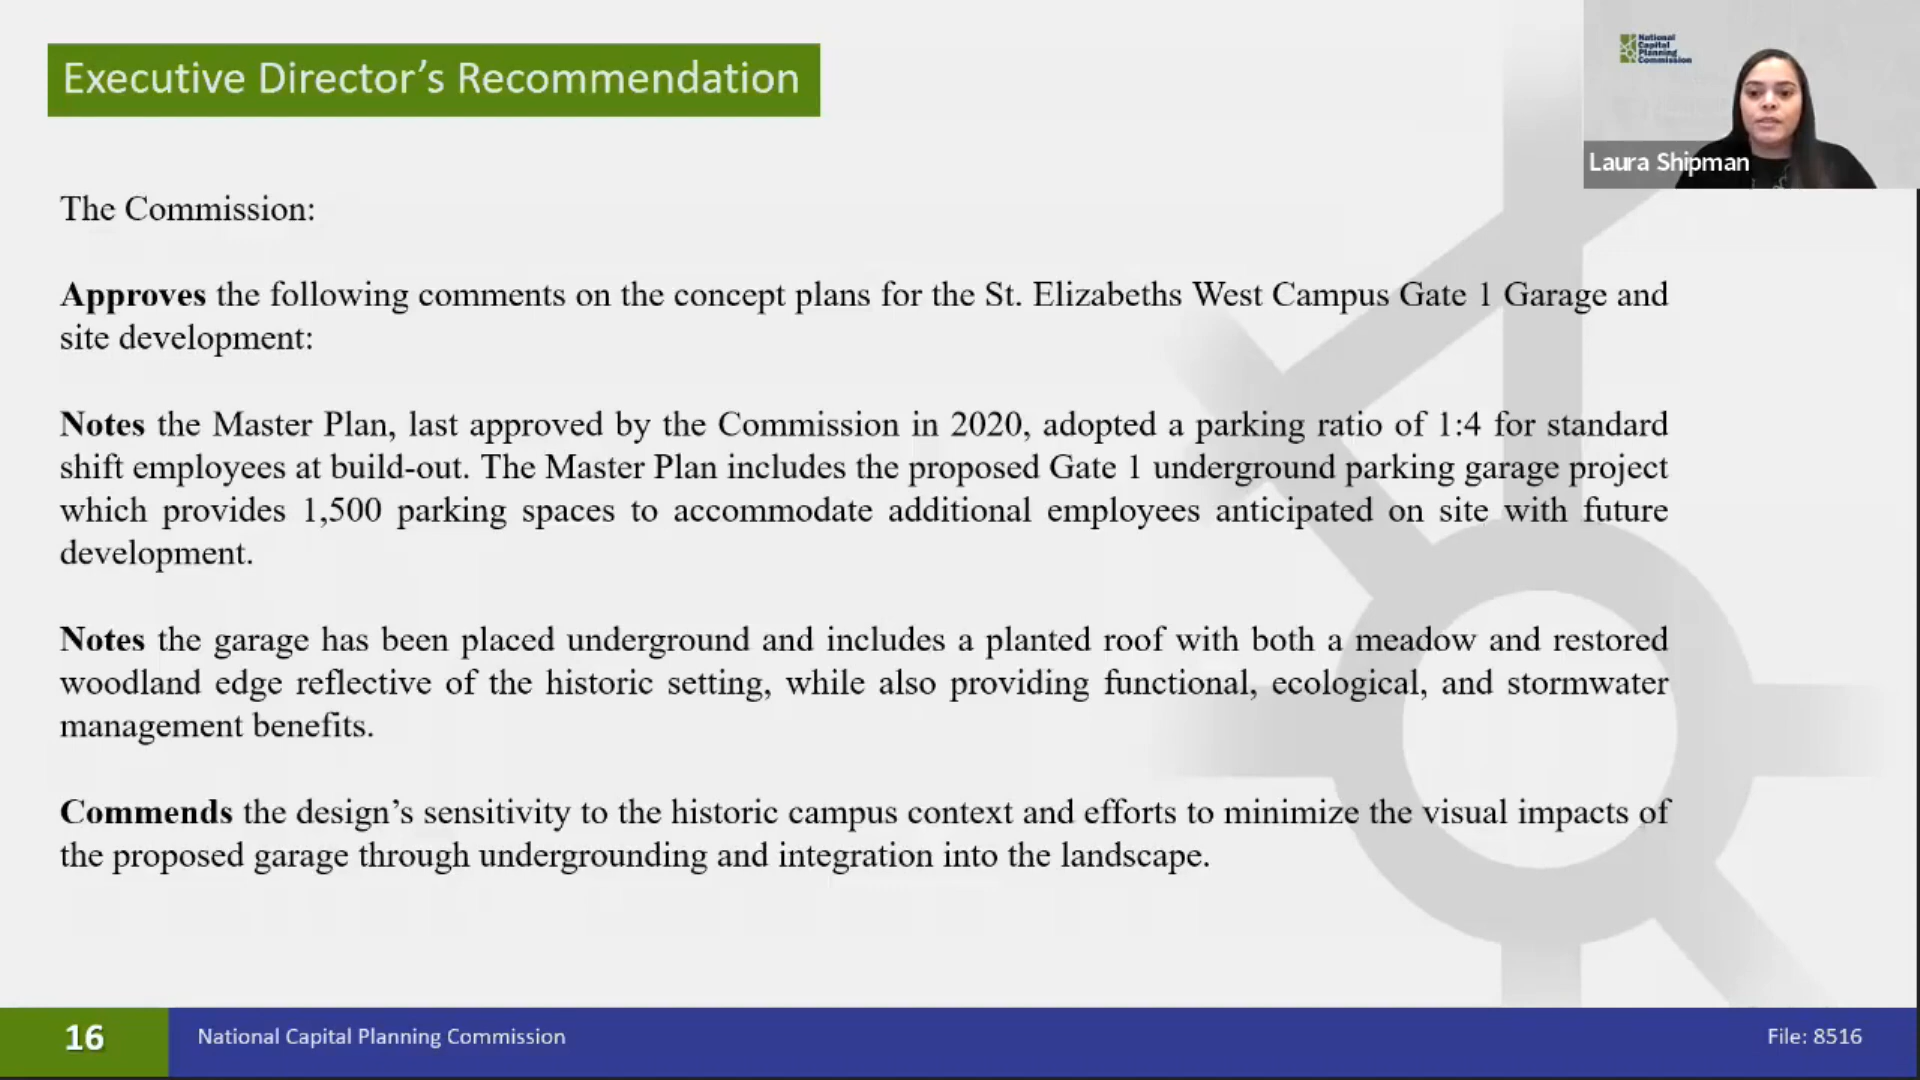 Executive Director’s Recommendation
National
Capital
Planning
Commission
Laura Shipman
The Commission:
Approves the following comments on the concept plans for the St. Elizabeths West Campus Gate 1 Garage and
site development:
Notes the Master Plan, last approved by the Commission in 2020, adopted a parking ratio of 1:4 for standard
shift employees at build-out. The Master Plan includes the proposed Gate 1 underground parking garage project
which provides 1,500 parking spaces to accommodate additional employees anticipated on site with future
development.
Notes the garage has been placed underground and includes a planted roof with both a meadow and restored
woodland edge reflective of the historic setting, while also providing functional, ecological, and stormwater
management benefits.
Commends the design’s sensitivity to the historic campus context and efforts to minimize the visual impacts of
the proposed garage through undergrounding and integration into the landscape.
16
National Capital Planning Commission
File: 8516